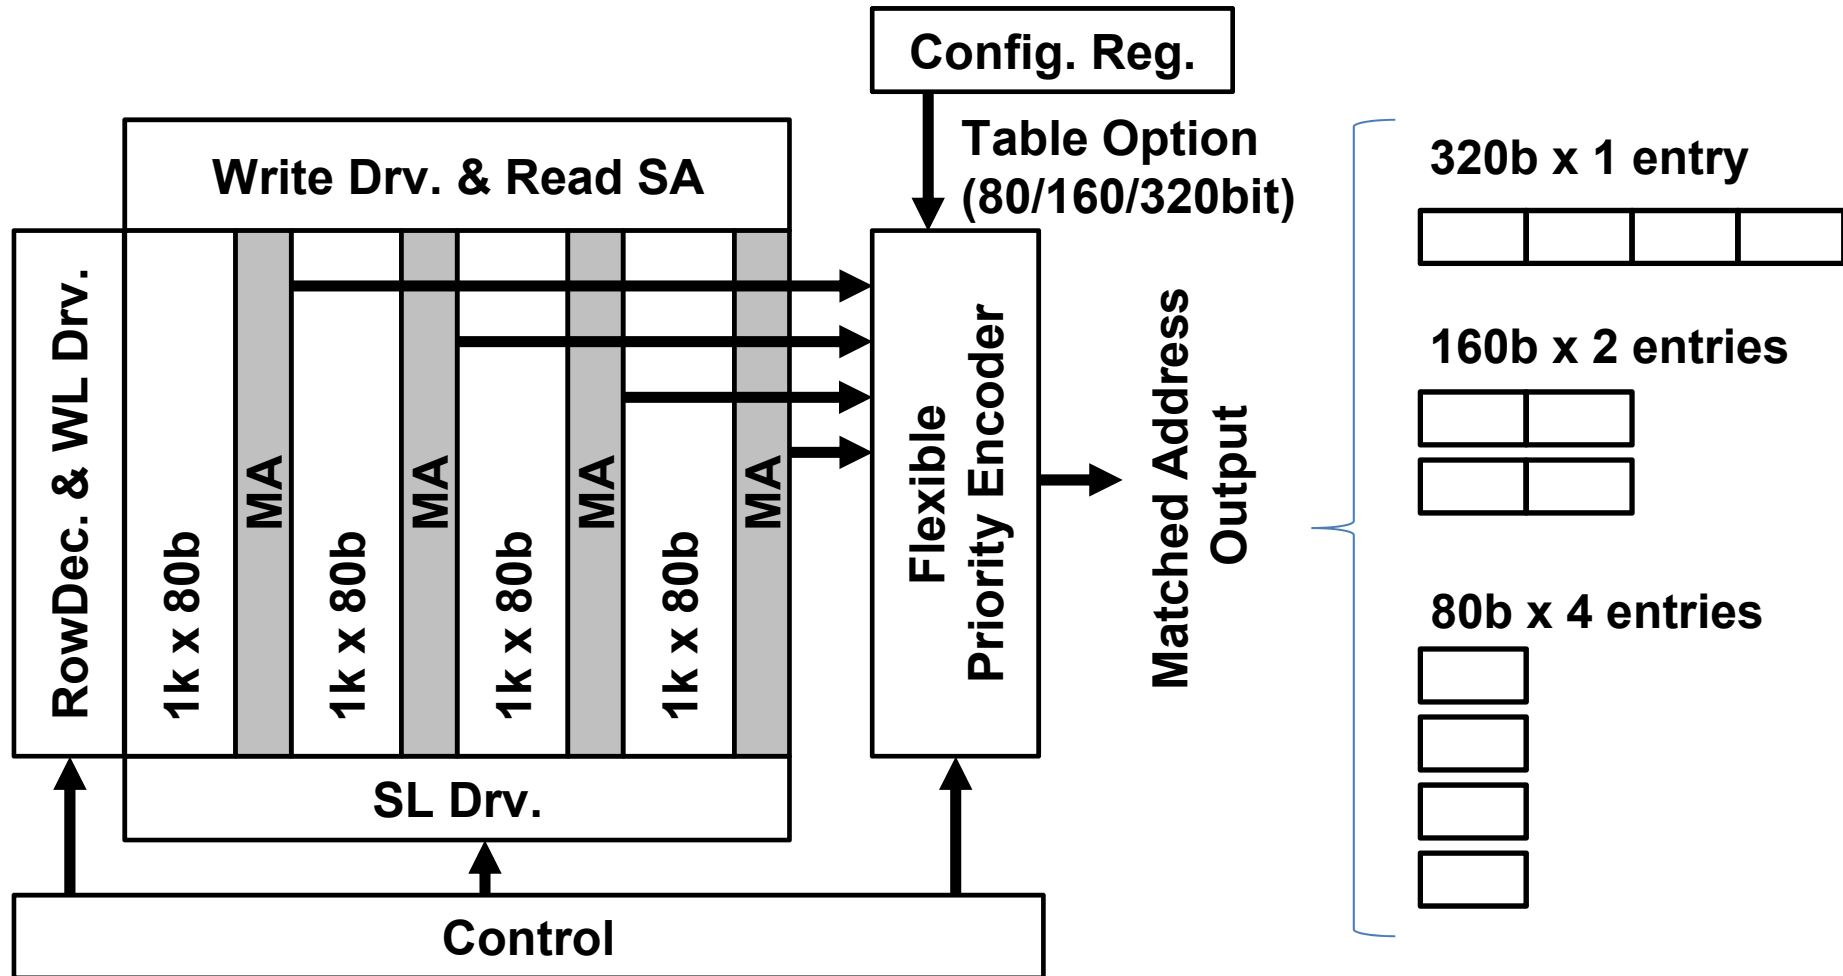 Config. Reg.
Table Option
(80/160/320bit)
Write Drv. & Read SA
RowDec. & WL Drv.
1k x 80b
MA
1k x 80b
MA
1k x 80b
MA
1k x 80b
MA
SL Drv.
Control
Flexible
Priority Encoder
Matched Address
Output
320b x 1 entry
160b x 2 entries
80b x 4 entries